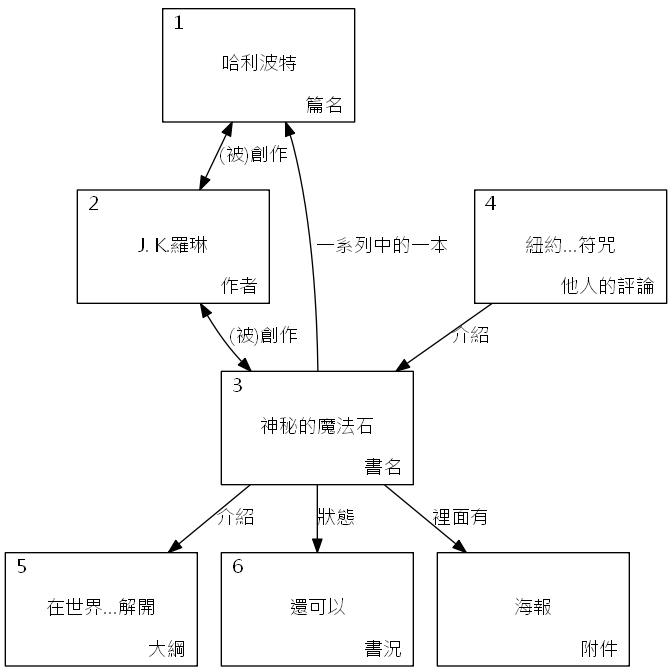 1
哈利波特
篇名
(被)創作
2
J. K.羅琳
作者
一系列中的一本
4
紐約...符咒
他人的評論
(被)創作
介紹
3
神秘的魔法石
書名
介紹
狀態
裡面有
5
在世界...解開
大綱
6
還可以
書況
海報
附件